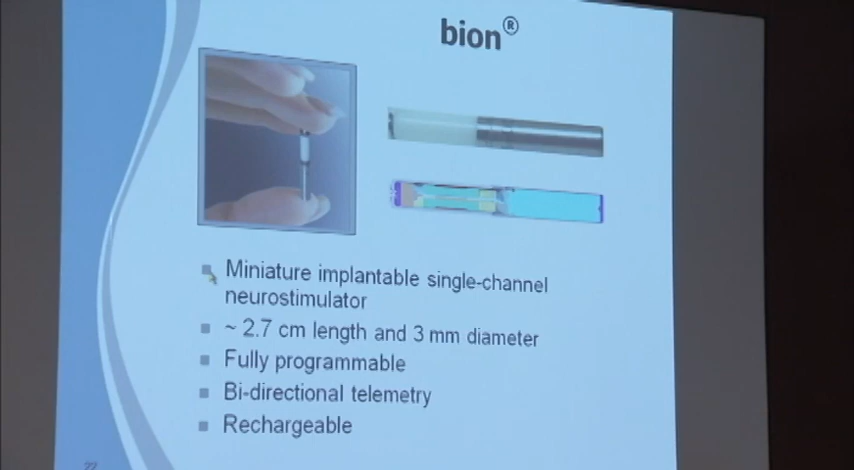 bion®
Miniature implantable single-channel
neurostimulator
~ 2.7 cm length and 3 mm diameter
Fully programmable
Bi-directional telemetry
Rechargeable